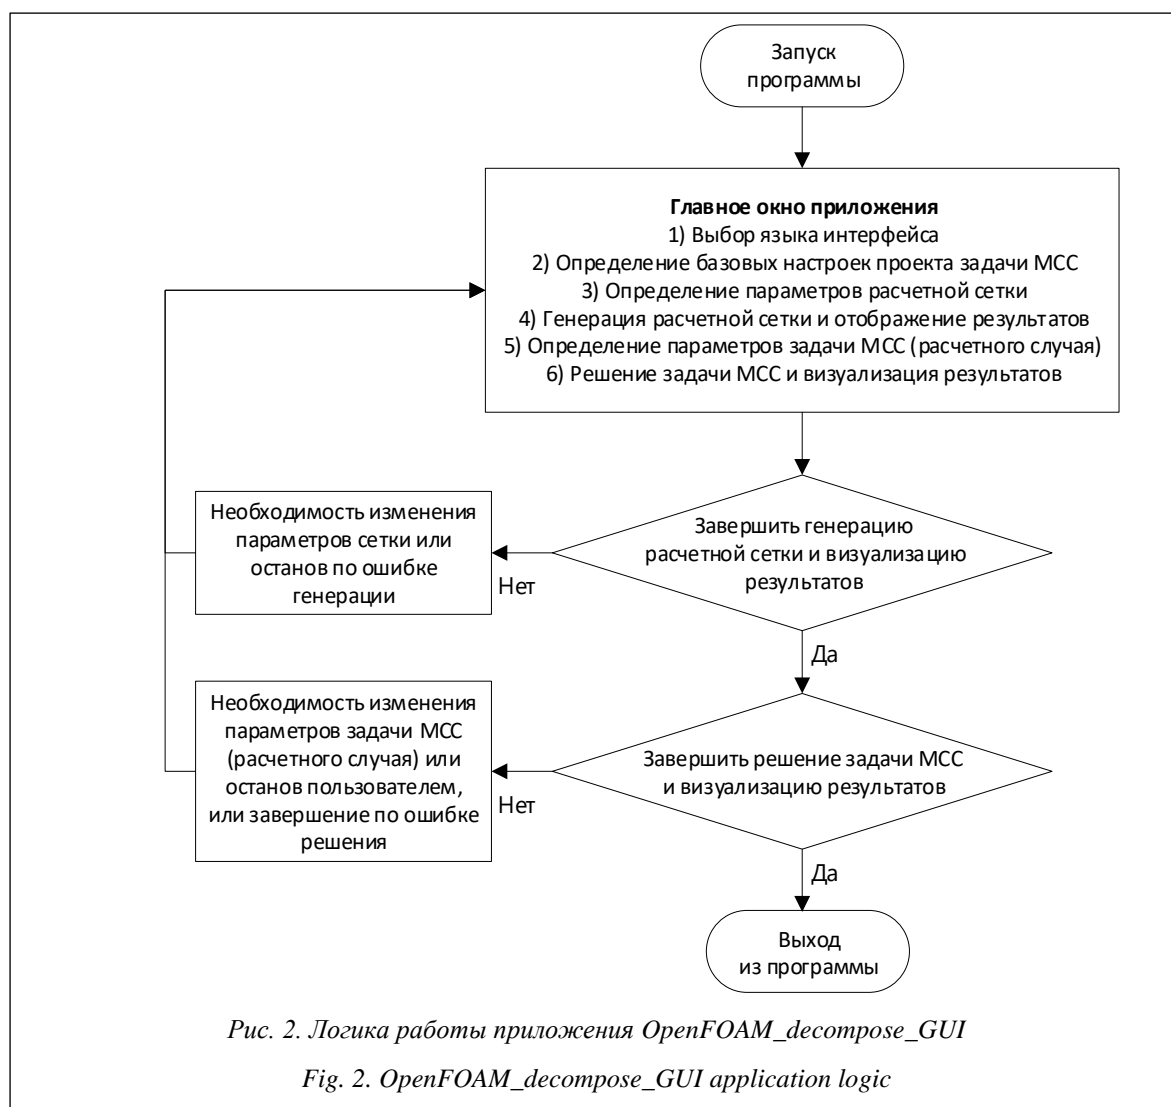 Запуск
программы
Главное окно приложения
1) Выбор языка интерфейса
2) Определение базовых настроек проекта задачи МСС
3) Определение параметров расчетной сетки
4) Генерация расчетной сетки и отображение результатов
5) Определение параметров задачи МСС (расчетного случая)
6) Решение задачи МСС и визуализация результатов
Завершить генерацию
расчетной сетки и визуализацию
результатов
Нет
Необходимость изменения
параметров сетки или
останов по ошибке
генерации
Да
Завершить решение задачи МСС
и визуализацию результатов
Нет
Необходимость изменения
параметров задачи МСС
(расчетного случая) или
останов пользователем,
или завершение по ошибке
решения
Да
Выход
из программы
Рис. 2. Логика работы приложения OpenFOAM_decompose_GUI
Fig. 2. OpenFOAM_decompose_GUI application logic